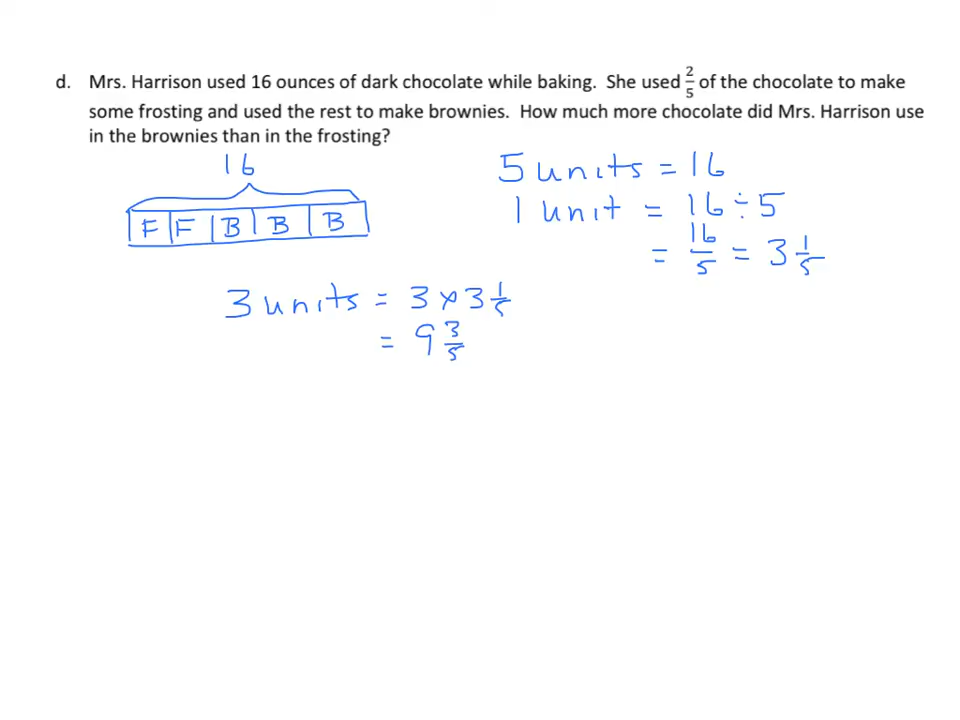 d. Mrs. Harrison used 16 ounces of dark chocolate while baking. She used 2/5 of the chocolate to make
some frosting and used the rest to make brownies. How much more chocolate did Mrs. Harrison use
in the brownies than in the frosting?
16
F F B B B
5 units = 16
1 unit = 16 ÷ 5
= 16/5 = 3 1/5
3 units = 3 × 3 1/5
= 9 3/5